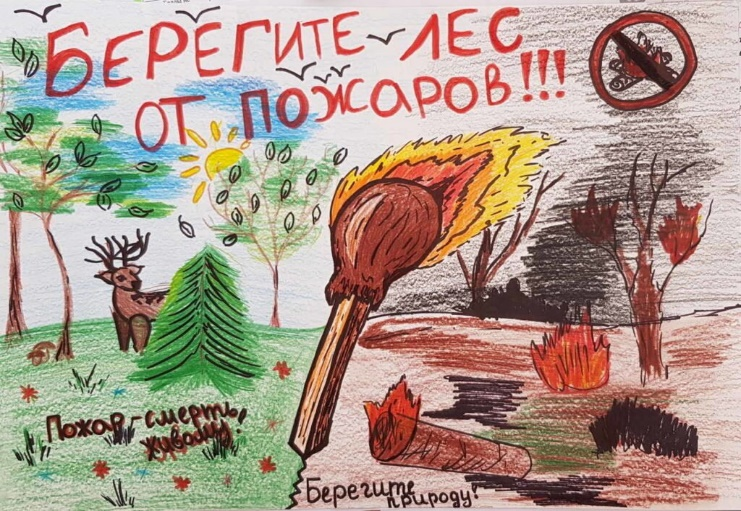 БЕРЕГИТЕ ЛЕС
ОТ ПОЖАРОВ!!!
Пожар-смерть
живому!
Берегите
природу!